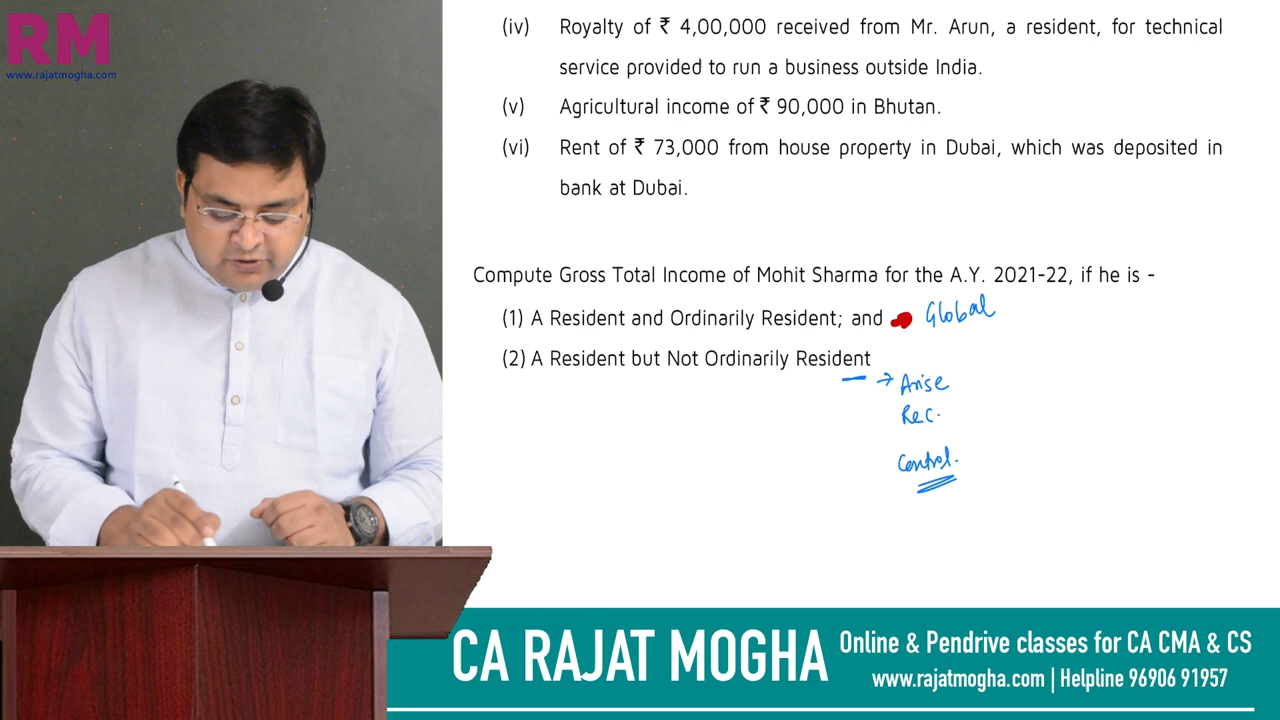 RM
www.rajatmogha.com
(iv) Royalty of ₹ 4,00,000 received from Mr. Arun, a resident, for technical
service provided to run a business outside India.
(v) Agricultural income of ₹ 90,000 in Bhutan.
(vi) Rent of ₹ 73,000 from house property in Dubai, which was deposited in
bank at Dubai.
Compute Gross Total Income of Mohit Sharma for the A.Y. 2021-22, if he is -
(1) A Resident and Ordinarily Resident; and Global
(2) A Resident but Not Ordinarily Resident
→ Arise
Rec.
Control.
CA RAJAT MOGHA
Online & Pendrive classes for CA CMA & CS
www.rajatmogha.com | Helpline 96906 91957